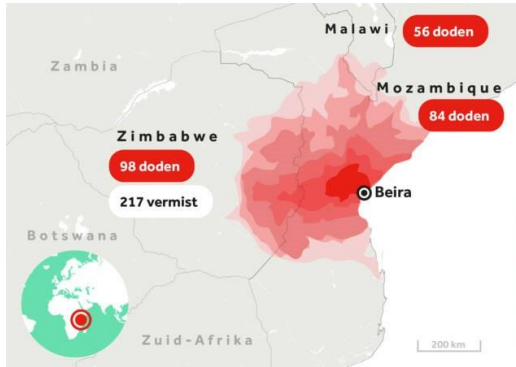 Malawi
56 doden
Zambia
Mozambique
84 doden
Zimbabwe
98 doden
217 vermist
Beira
Botswana
Zuid-Afrika
200 km